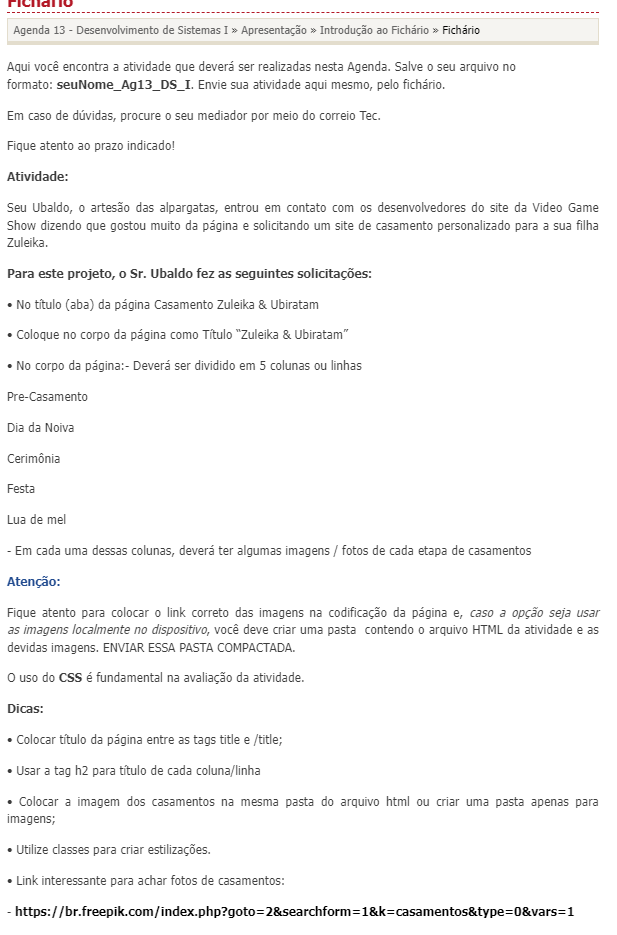 Fichário
Agenda 13 - Desenvolvimento de Sistemas I » Apresentação » Introdução ao Fichário » Fichário
Aqui você encontra a atividade que deverá ser realizadas nesta Agenda. Salve o seu arquivo no
formato: seuNome_Ag13_DS_I. Envie sua atividade aqui mesmo, pelo fichário.
Em caso de dúvidas, procure o seu mediador por meio do correio Tec.
Fique atento ao prazo indicado!
Atividade:
Seu Ubaldo, o artesão das alpargatas, entrou em contato com os desenvolvedores do site da Video Game
Show dizendo que gostou muito da página e solicitando um site de casamento personalizado para a sua filha
Zuleika.
Para este projeto, o Sr. Ubaldo fez as seguintes solicitações:
• No título (aba) da página Casamento Zuleika & Ubiratam
• Coloque no corpo da página como Título “Zuleika & Ubiratam”
• No corpo da página:- Deverá ser dividido em 5 colunas ou linhas
Pre-Casamento
Dia da Noiva
Cerimônia
Festa
Lua de mel
- Em cada uma dessas colunas, deverá ter algumas imagens / fotos de cada etapa de casamentos
Atenção:
Fique atento para colocar o link correto das imagens na codificação da página e, caso a opção seja usar
as imagens localmente no dispositivo, você deve criar uma pasta contendo o arquivo HTML da atividade e as
devidas imagens. ENVIAR ESSA PASTA COMPACTADA.
O uso do CSS é fundamental na avaliação da atividade.
Dicas:
• Colocar título da página entre as tags title e /title;
• Usar a tag h2 para título de cada coluna/linha
• Colocar a imagem dos casamentos na mesma pasta do arquivo html ou criar uma pasta apenas para
imagens;
• Utilize classes para criar estilizações.
• Link interessante para achar fotos de casamentos:
- https://br.freepik.com/index.php?goto=2&searchform=1&k=casamentos&type=0&vars=1